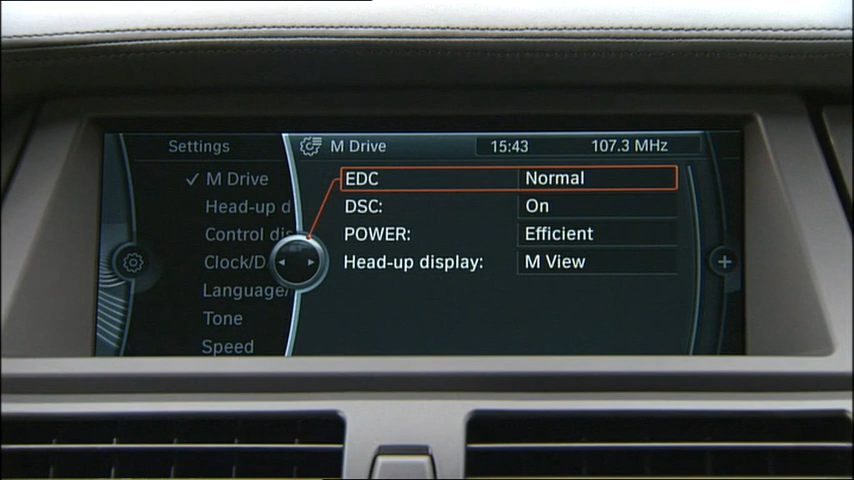 Settings
M Drive
15:43
107.3 MHz
M Drive
Head-up d
Control dis
Clock/D
Language/
Tone
Speed
EDC
Normal
DSC:
On
POWER:
Efficient
Head-up display:
M View